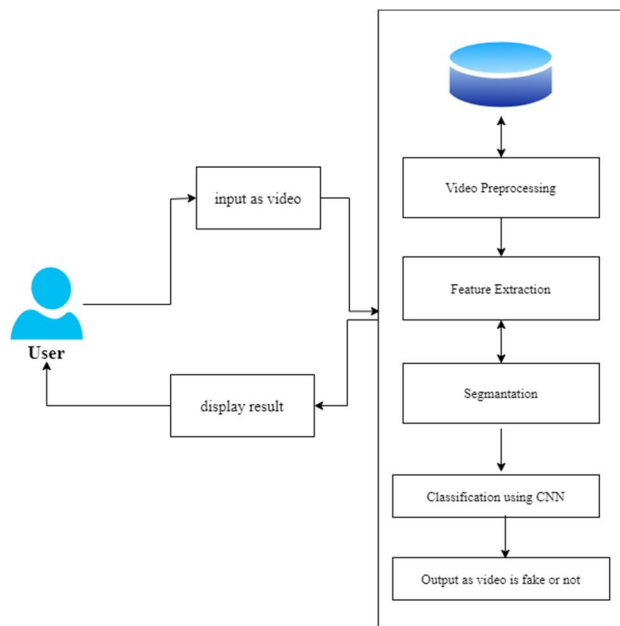 Video Preprocessing
input as video
Feature Extraction
User
Segmantation
display result
Classification using CNN
Output as video is fake or not